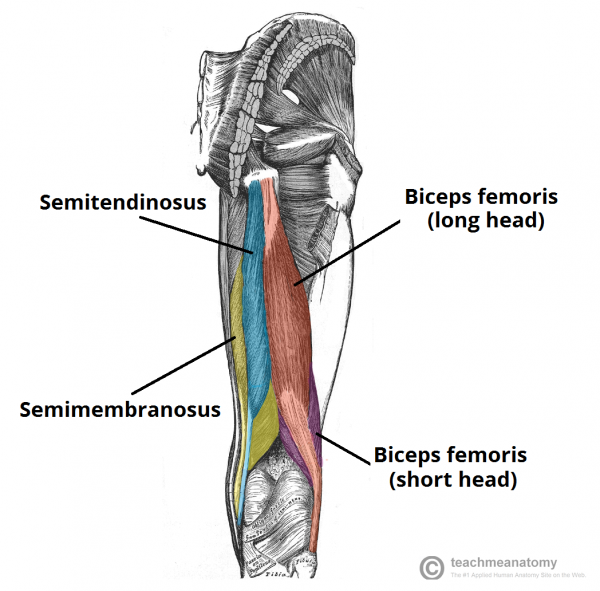 Semitendinosus
Biceps femoris
(long head)
Semimembranosus
Biceps femoris
(short head)
Tibia
© teachmeanatomy
The #1 Applied Human Anatomy Site on the Web.